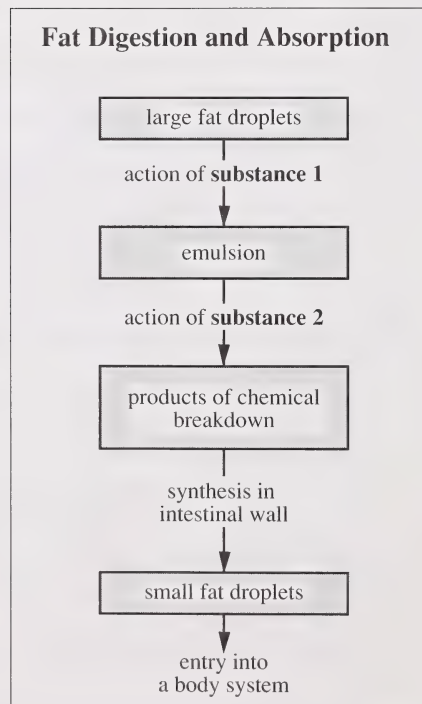 Fat Digestion and Absorption
large fat droplets
action of substance 1
emulsion
action of substance 2
products of chemical
breakdown
synthesis in
intestinal wall
small fat droplets
entry into
a body system